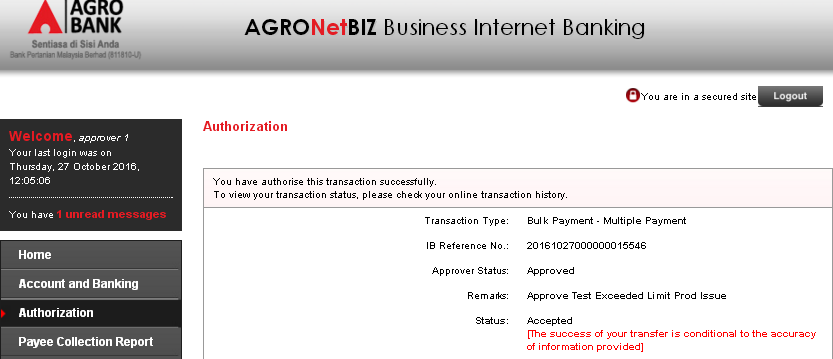 AGRO
BANK
Sentiasa di Sisi Anda
Bank Pertanian Malaysia Berhad (811810-U)
AGRONetBIZ Business Internet Banking
You are in a secured site
Logout
Welcome, approver 1
Your last login was on
Thursday, 27 October 2016,
12:05:06
You have 1 unread messages
Home
Account and Banking
Authorization
Payee Collection Report
Authorization
You have authorise this transaction successfully.
To view your transaction status, please check your online transaction history.
Transaction Type: Bulk Payment - Multiple Payment
IB Reference No.: 20161027000000015546
Approver Status: Approved
Remarks: Approve Test Exceeded Limit Prod Issue
Status: Accepted
[The success of your transfer is conditional to the accuracy
of information provided]